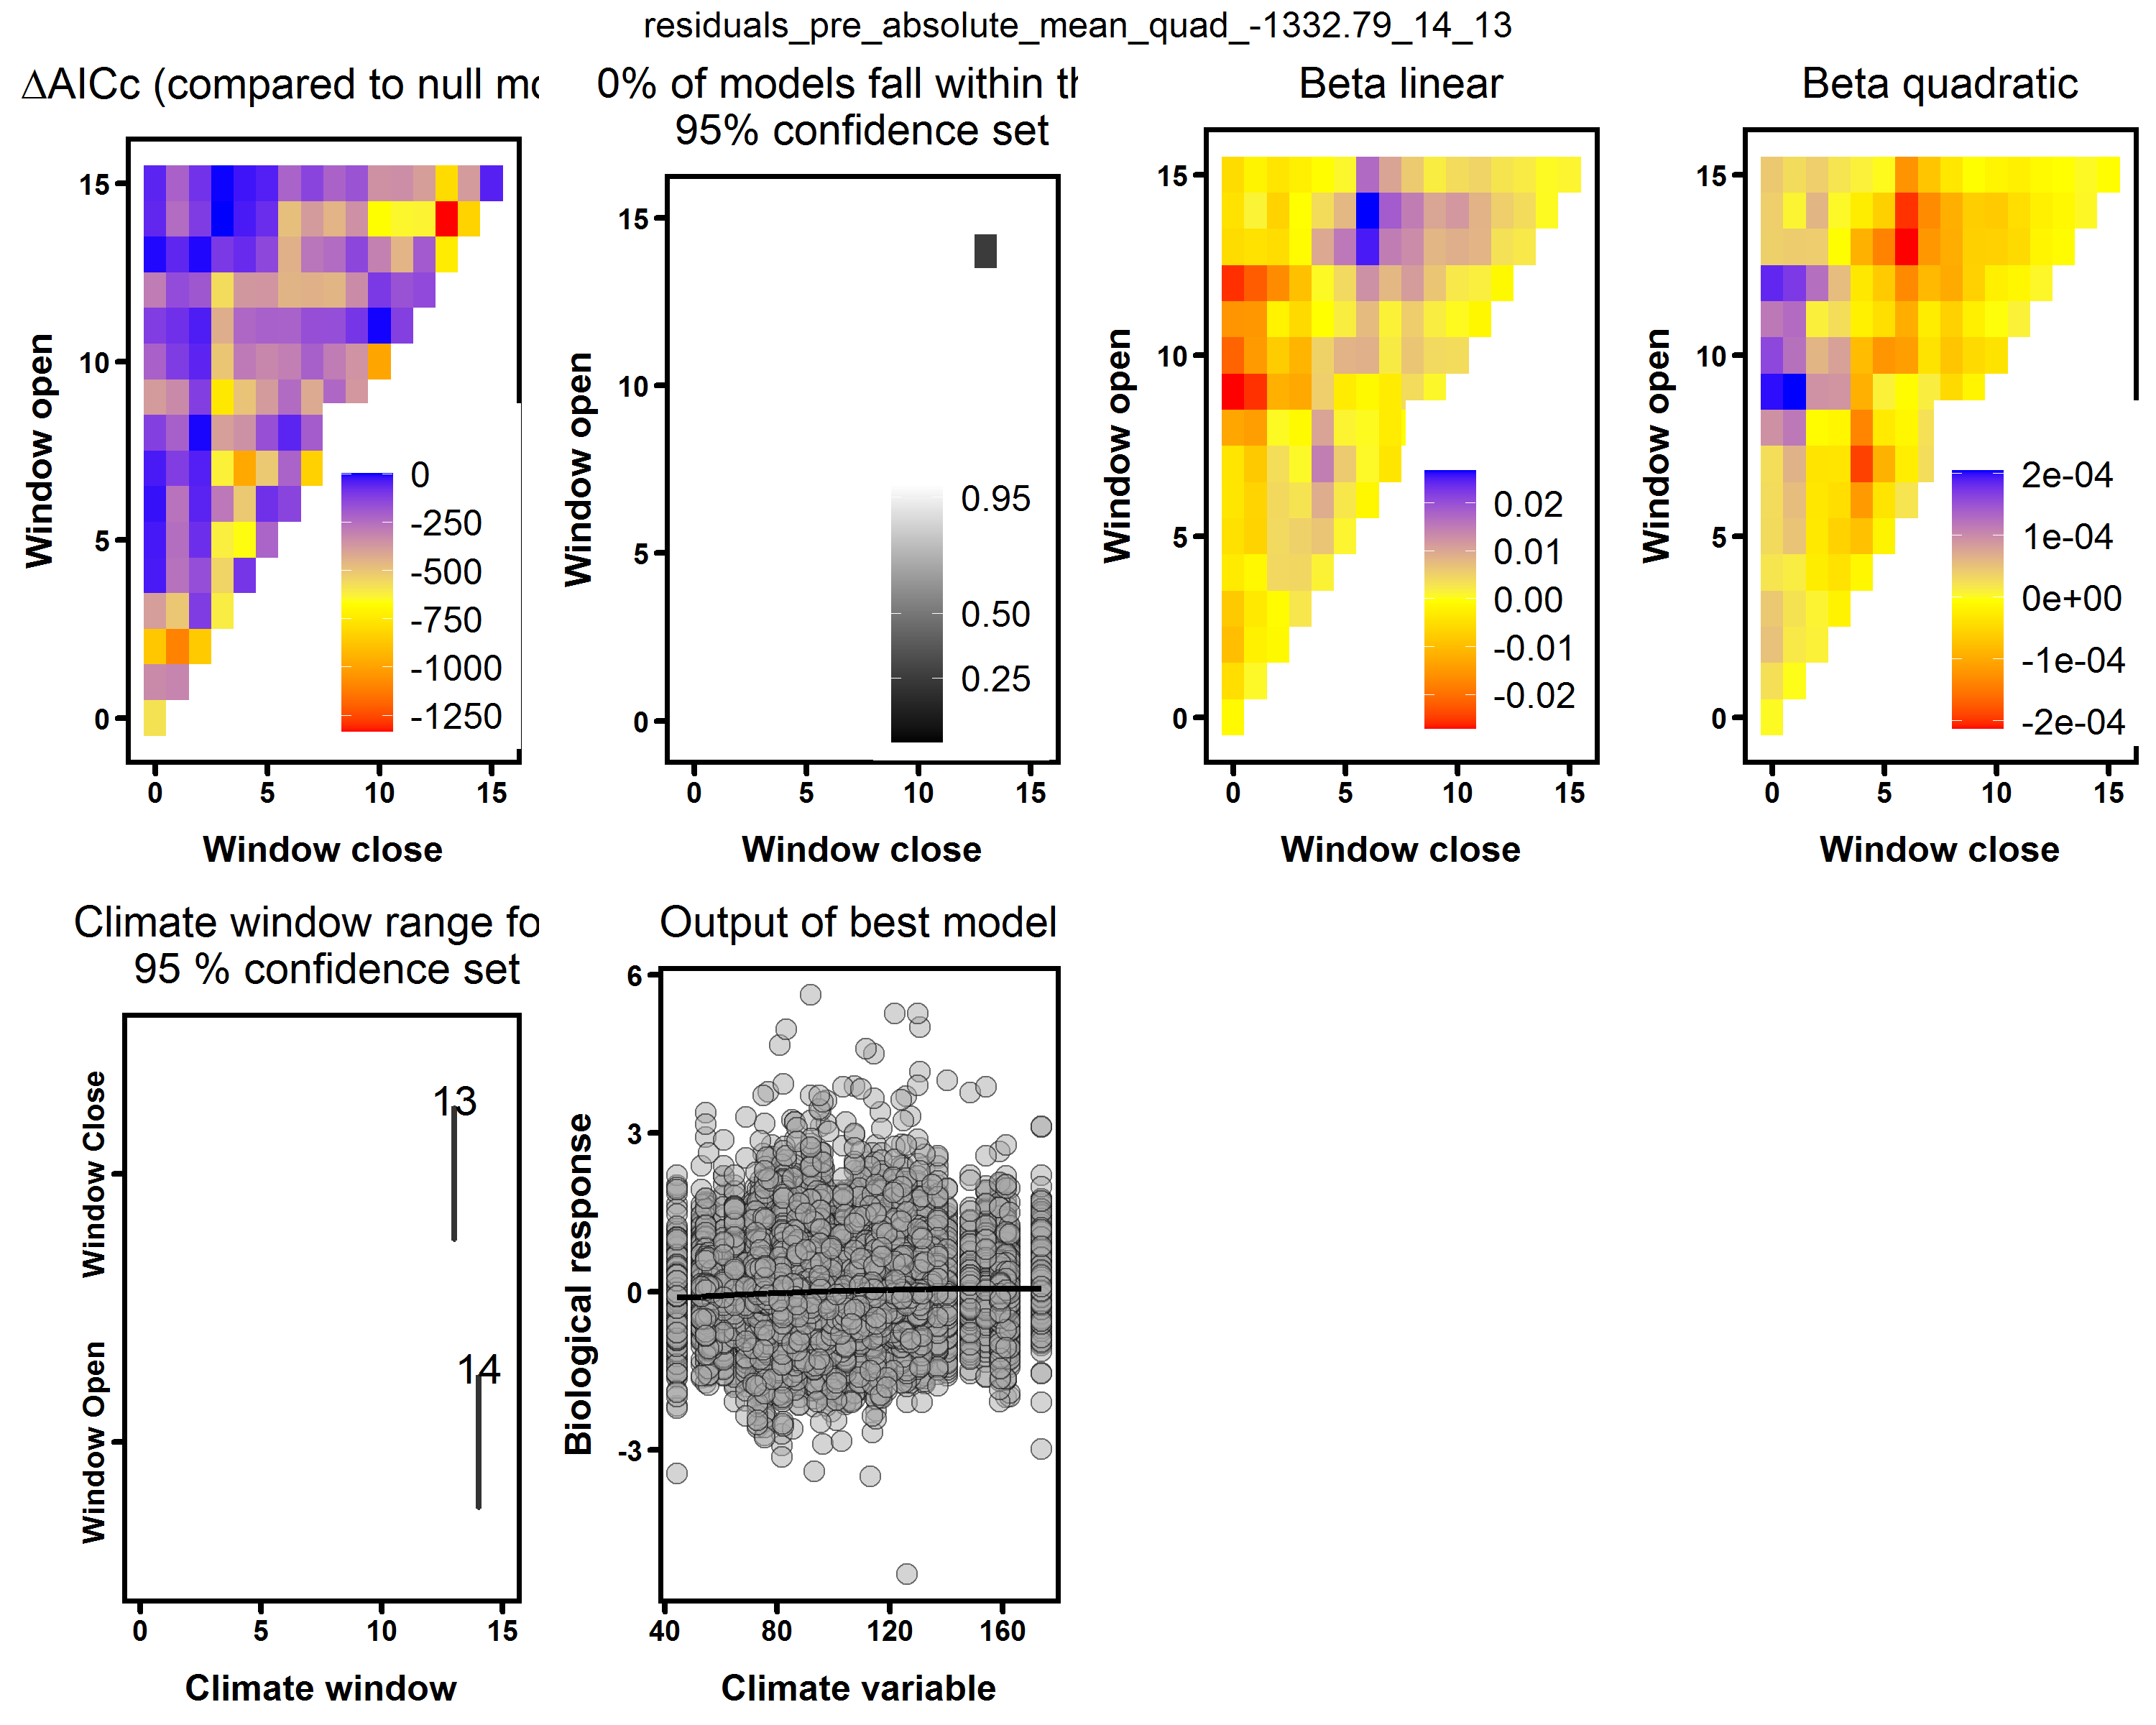 residuals_pre_absolute_mean_quad_-1332.79_14_13
ΔAICc (compared to null mo
15
10
5
0
0
5
10
15
Window open
Window close
0
-250
-500
-750
-1000
-1250
0% of models fall within th
95% confidence set
15
10
5
0
0
5
10
15
Window open
Window close
0.95
0.50
0.25
Beta linear
15
10
5
0
0
5
10
15
Window open
Window close
0.02
0.01
0.00
-0.01
-0.02
Beta quadratic
15
10
5
0
0
5
10
15
Window open
Window close
2e-04
1e-04
0e+00
-1e-04
-2e-04
Climate window range fo
95 % confidence set
Window Close
Window Open
13
14
0
5
10
15
Climate window
Output of best model
6
3
0
-3
40
80
120
160
Biological response
Climate variable